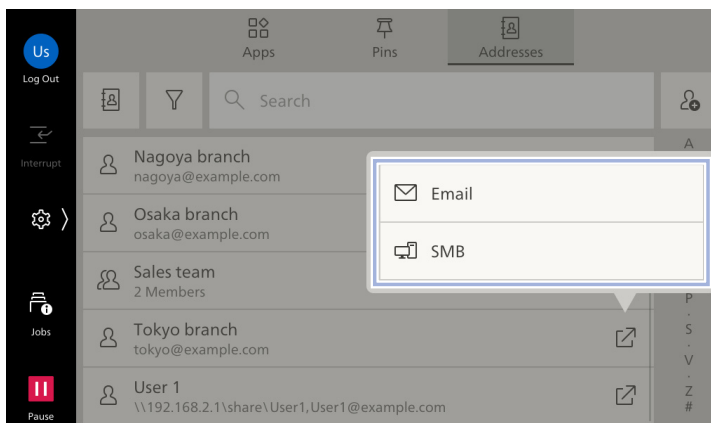 Us
Log Out
Interrupt
Jobs
Pause
Apps
Pins
Addresses
Search
Nagoya branch
nagoya@example.com
Osaka branch
osaka@example.com
Sales team
2 Members
Tokyo branch
tokyo@example.com
User 1
\\192.168.2.1\share\User1,User1@example.com
Email
SMB
A
P
.
S
.
V
.
Z
#